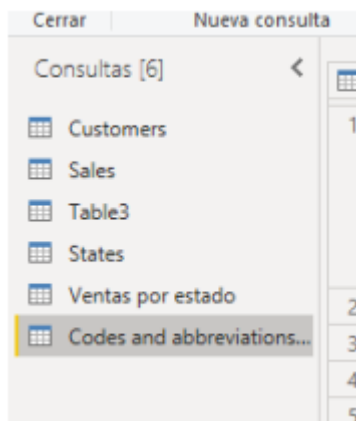 Cerrar Nueva consulta
Consultas [6]
Customers
Sales
Table3
States
Ventas por estado
Codes and abbreviations...
1
2
3
4
5